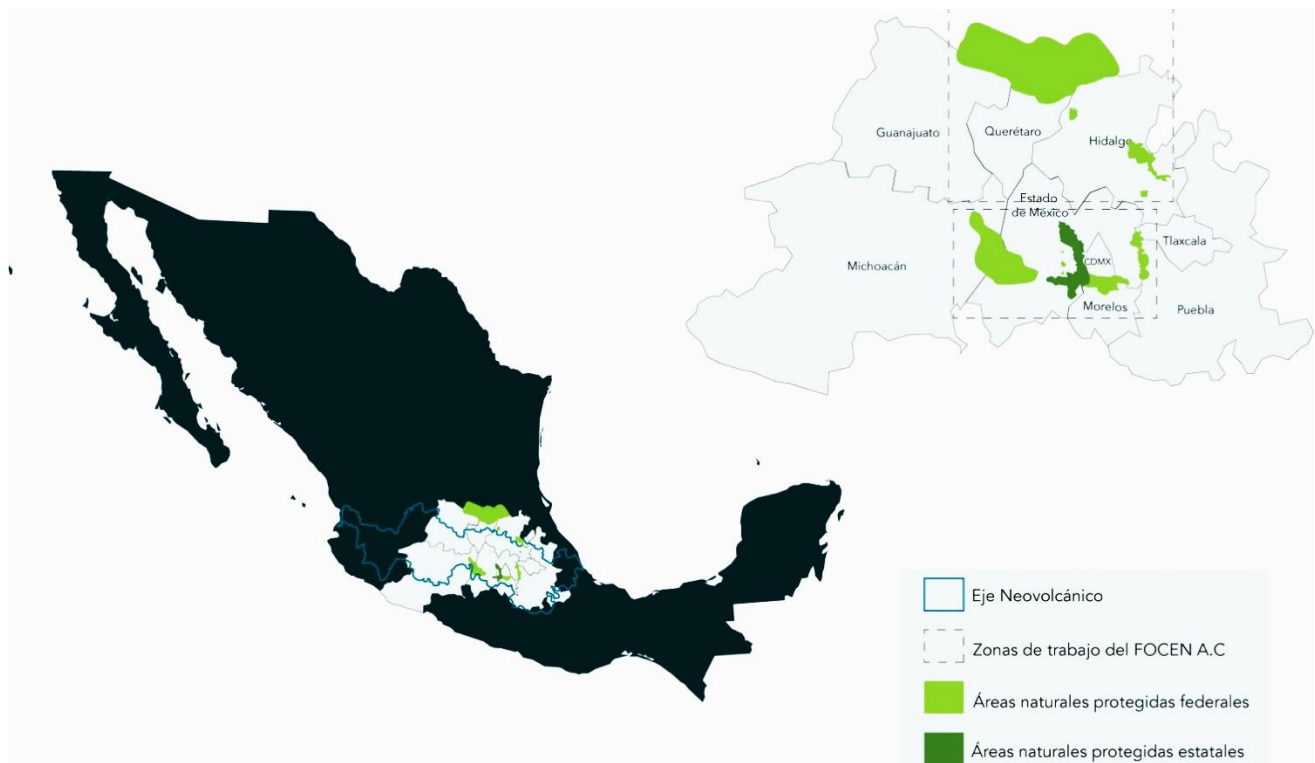 Guanajuato
Querétaro
Hidalgo
Estado
de México
Tlaxcala
Michoacán
CDMX
Morelos
Puebla
Eje Neovolcánico
Zonas de trabajo del FOCEN A.C
Áreas naturales protegidas federales
Áreas naturales protegidas estatales